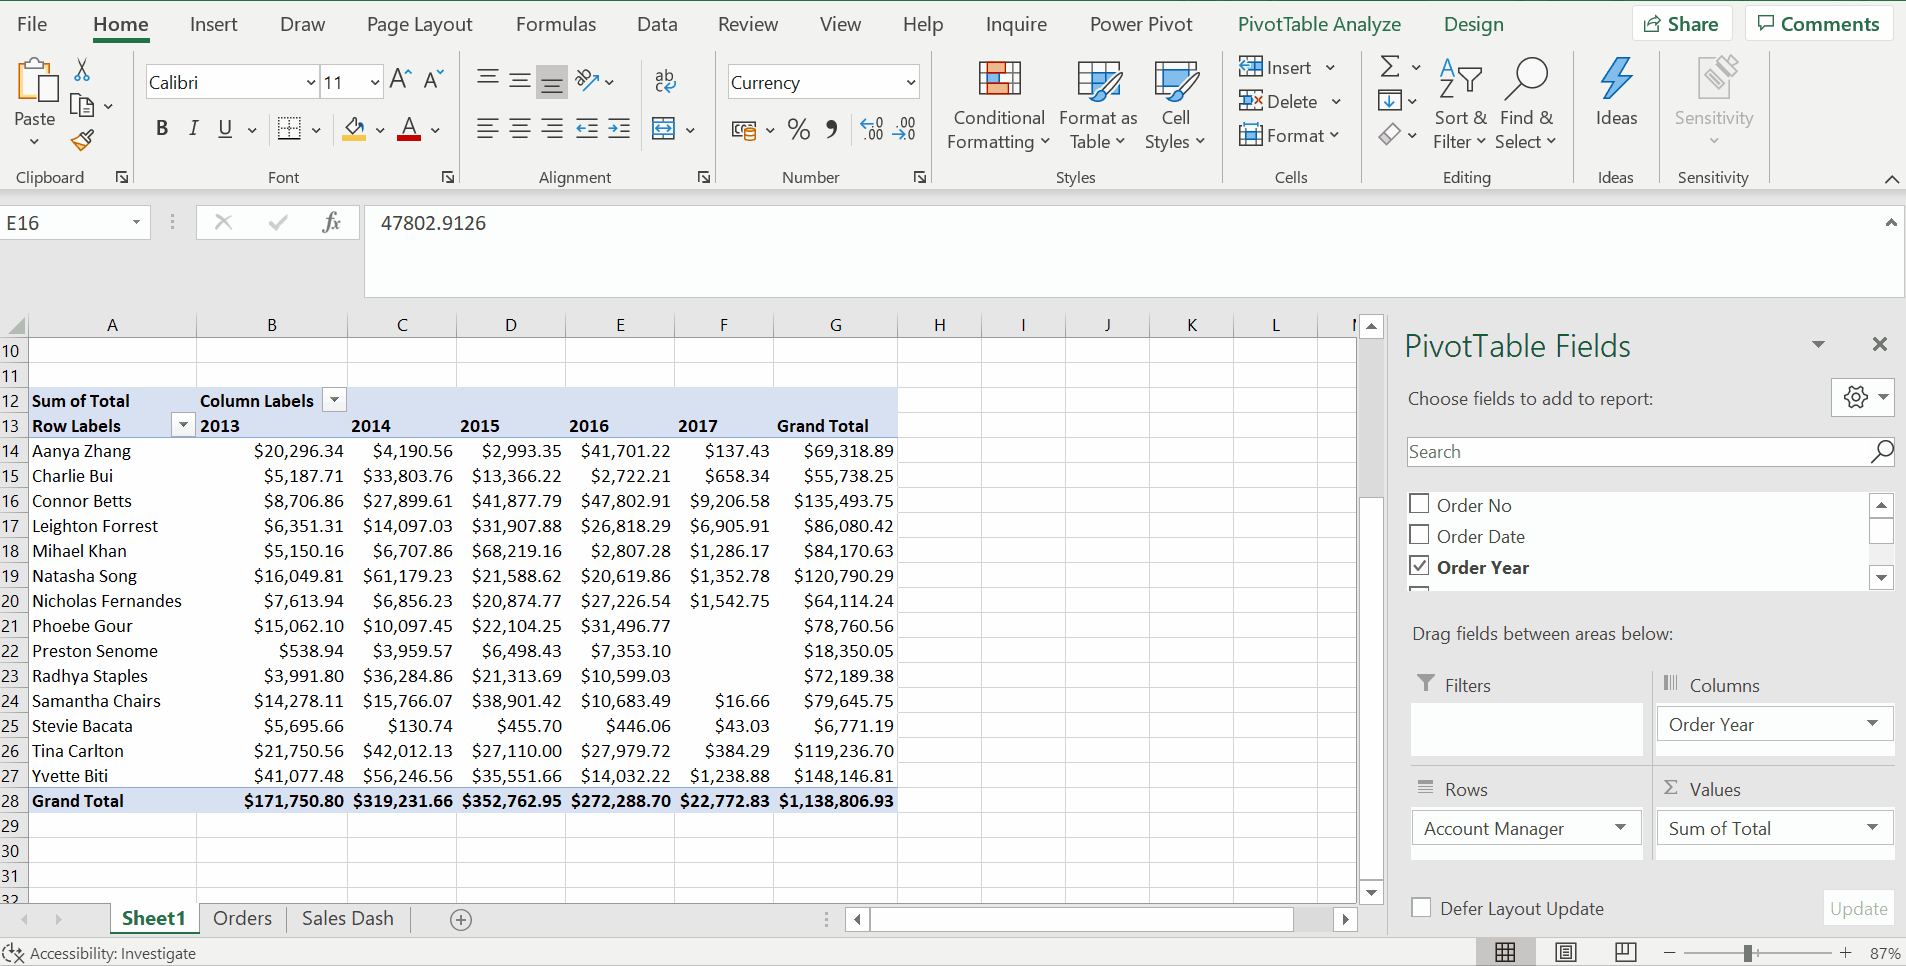 File Home Insert Draw Page Layout Formulas Data Review View Help Inquire Power Pivot PivotTable Analyze Design Share Comments
Paste
Calibri 11
B I U
ab
Currency
% 9
Conditional Formatting
Format as Table
Cell Styles
Insert
Delete
Format
Sort & Filter
Find & Select
Ideas
Sensitivity
Clipboard Font Alignment Number Styles Cells Editing Ideas Sensitivity
E16 fx 47802.9126
A B C D E F G H I J K L
10
11
12 Sum of Total Column Labels
13 Row Labels 2013 2014 2015 2016 2017 Grand Total
14 Aanya Zhang $20,296.34 $4,190.56 $2,993.35 $41,701.22 $137.43 $69,318.89
15 Charlie Bui $5,187.71 $33,803.76 $13,366.22 $2,722.21 $658.34 $55,738.25
16 Connor Betts $8,706.86 $27,899.61 $41,877.79 $47,802.91 $9,206.58 $135,493.75
17 Leighton Forrest $6,351.31 $14,097.03 $31,907.88 $26,818.29 $6,905.91 $86,080.42
18 Mihael Khan $5,150.16 $6,707.86 $68,219.16 $2,807.28 $1,286.17 $84,170.63
19 Natasha Song $16,049.81 $61,179.23 $21,588.62 $20,619.86 $1,352.78 $120,790.29
20 Nicholas Fernandes $7,613.94 $6,856.23 $20,874.77 $27,226.54 $1,542.75 $64,114.24
21 Phoebe Gour $15,062.10 $10,097.45 $22,104.25 $31,496.77 $78,760.56
22 Preston Senome $538.94 $3,959.57 $6,498.43 $7,353.10 $18,350.05
23 Radhya Staples $3,991.80 $36,284.86 $21,313.69 $10,599.03 $72,189.38
24 Samantha Chairs $14,278.11 $15,766.07 $38,901.42 $10,683.49 $16.66 $79,645.75
25 Stevie Bacata $5,695.66 $130.74 $455.70 $446.06 $43.03 $6,771.19
26 Tina Carlton $21,750.56 $42,012.13 $27,110.00 $27,979.72 $384.29 $119,236.70
27 Yvette Biti $41,077.48 $56,246.56 $35,551.66 $14,032.22 $1,238.88 $148,146.81
28 Grand Total $171,750.80 $319,231.66 $352,762.95 $272,288.70 $22,772.83 $1,138,806.93
29
30
31
32
PivotTable Fields
Choose fields to add to report:
Search
Order No
Order Date
Order Year
Drag fields between areas below:
Filters
Columns
Order Year
Rows
Values
Account Manager
Sum of Total
Defer Layout Update
Update
Sheet1 Orders Sales Dash
Accessibility: Investigate
87%